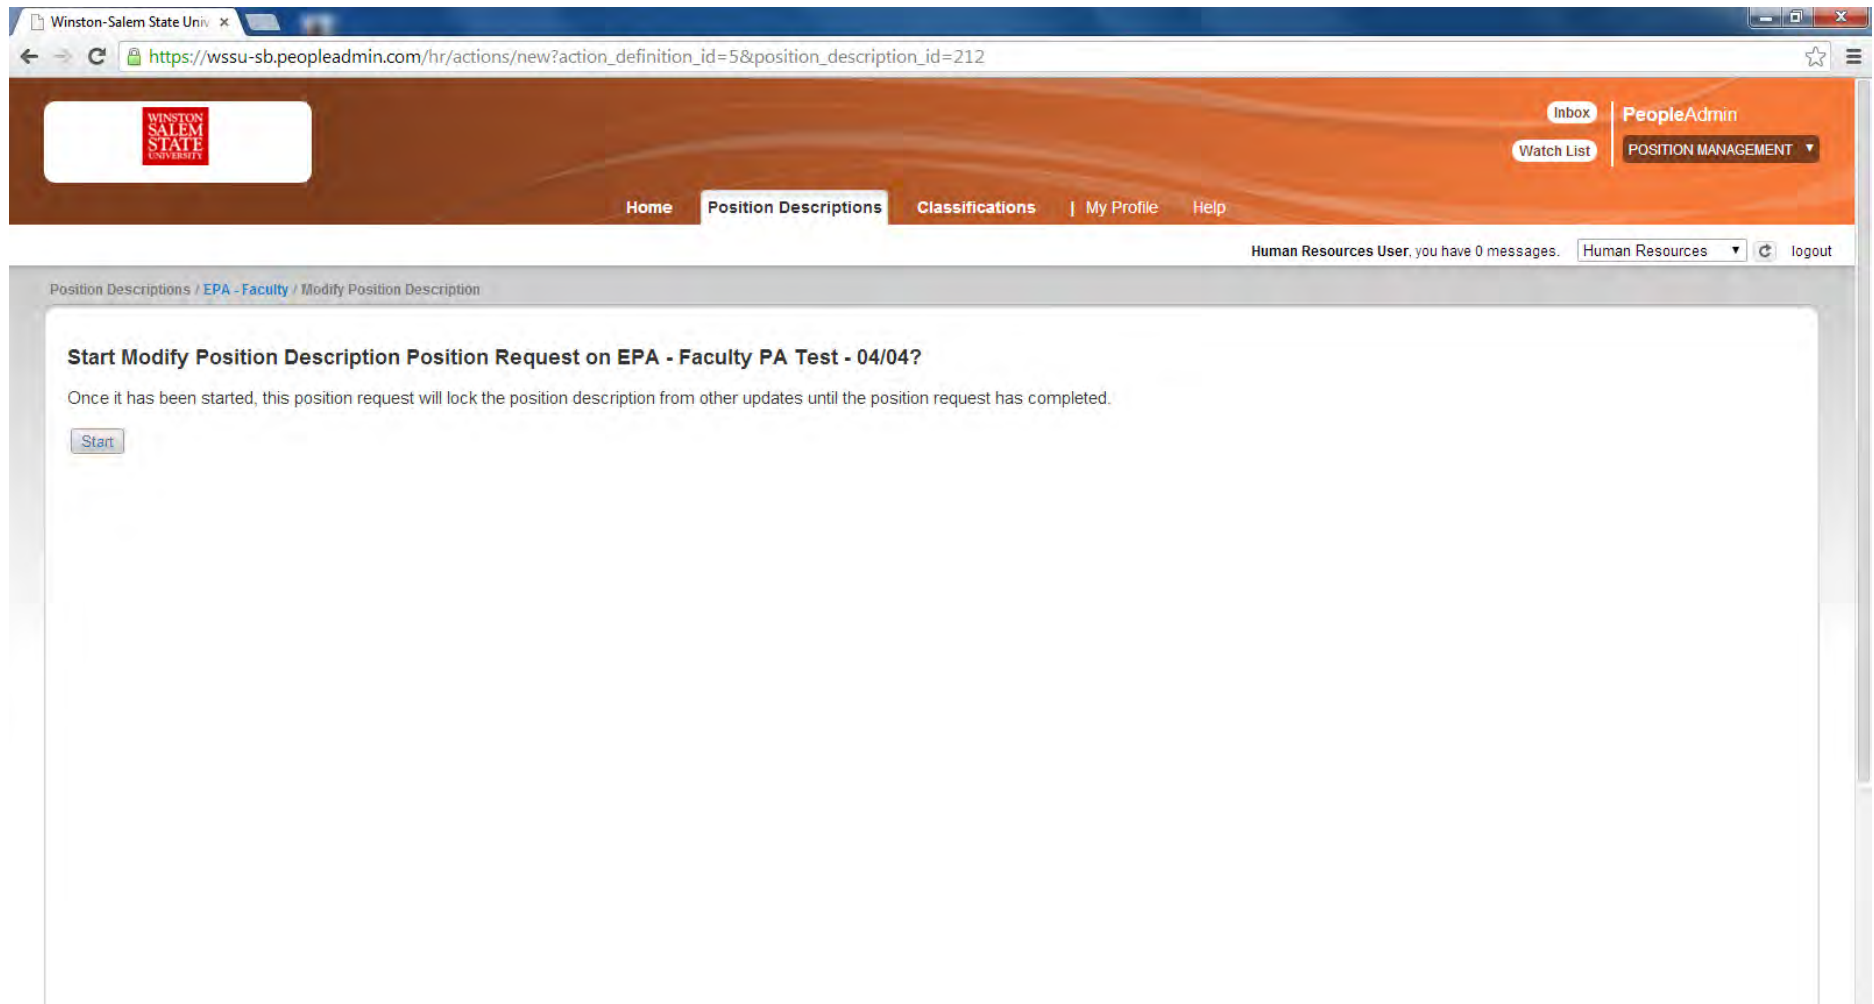 Winston-Salem State Univ
https://wssu-sb.peopleadmin.com/hr/actions/new?action_definition_id=5&position_description_id=212
WINSTON
SALEM
STATE
UNIVERSITY
Inbox
PeopleAdmin
Watch List
POSITION MANAGEMENT
Home Position Descriptions Classifications | My Profile Help
Human Resources User, you have 0 messages. Human Resources logout
Position Descriptions / EPA - Faculty / Modify Position Description
Start Modify Position Description Position Request on EPA - Faculty PA Test - 04/04?
Once it has been started, this position request will lock the position description from other updates until the position request has completed.
Start